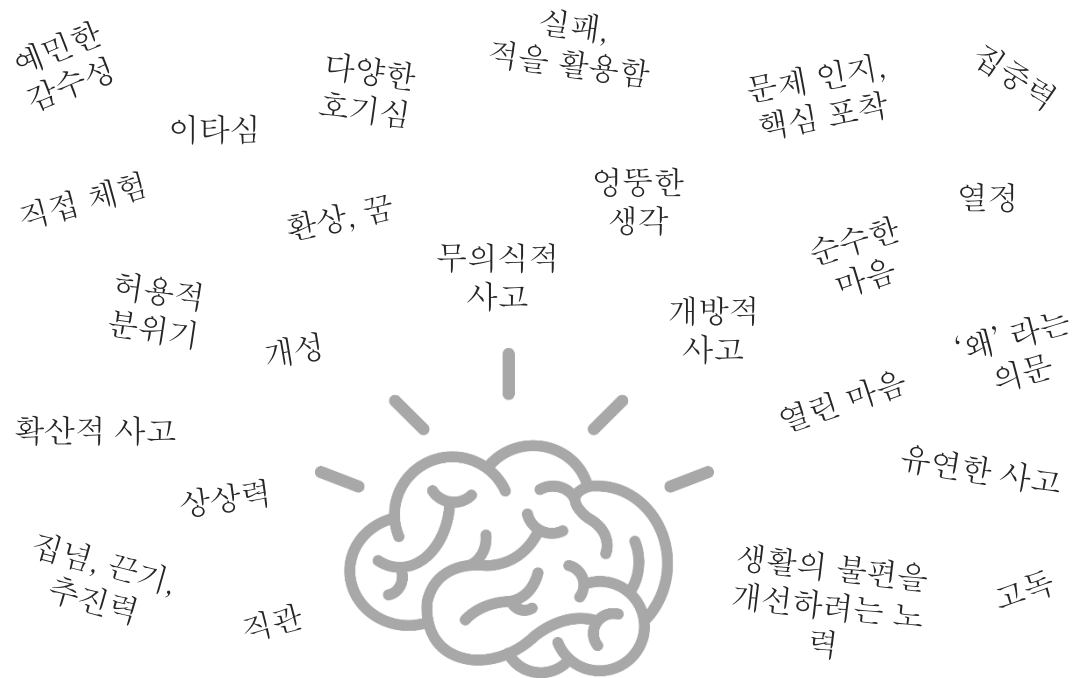 예민한
감수성
이타심
다양한
호기심
실패,
적을 활용함
문제 인지,
핵심 포착
집중력
직접 체험
환상, 꿈
엉뚱한
생각
열정
무의식적
사고
순수한
마음
허용적
분위기
개성
개방적
사고
‘왜’ 라는
의문
확산적 사고
열린 마음
상상력
유연한 사고
집념, 끈기,
추진력
직관
생활의 불편을
개선하려는 노
력
고독